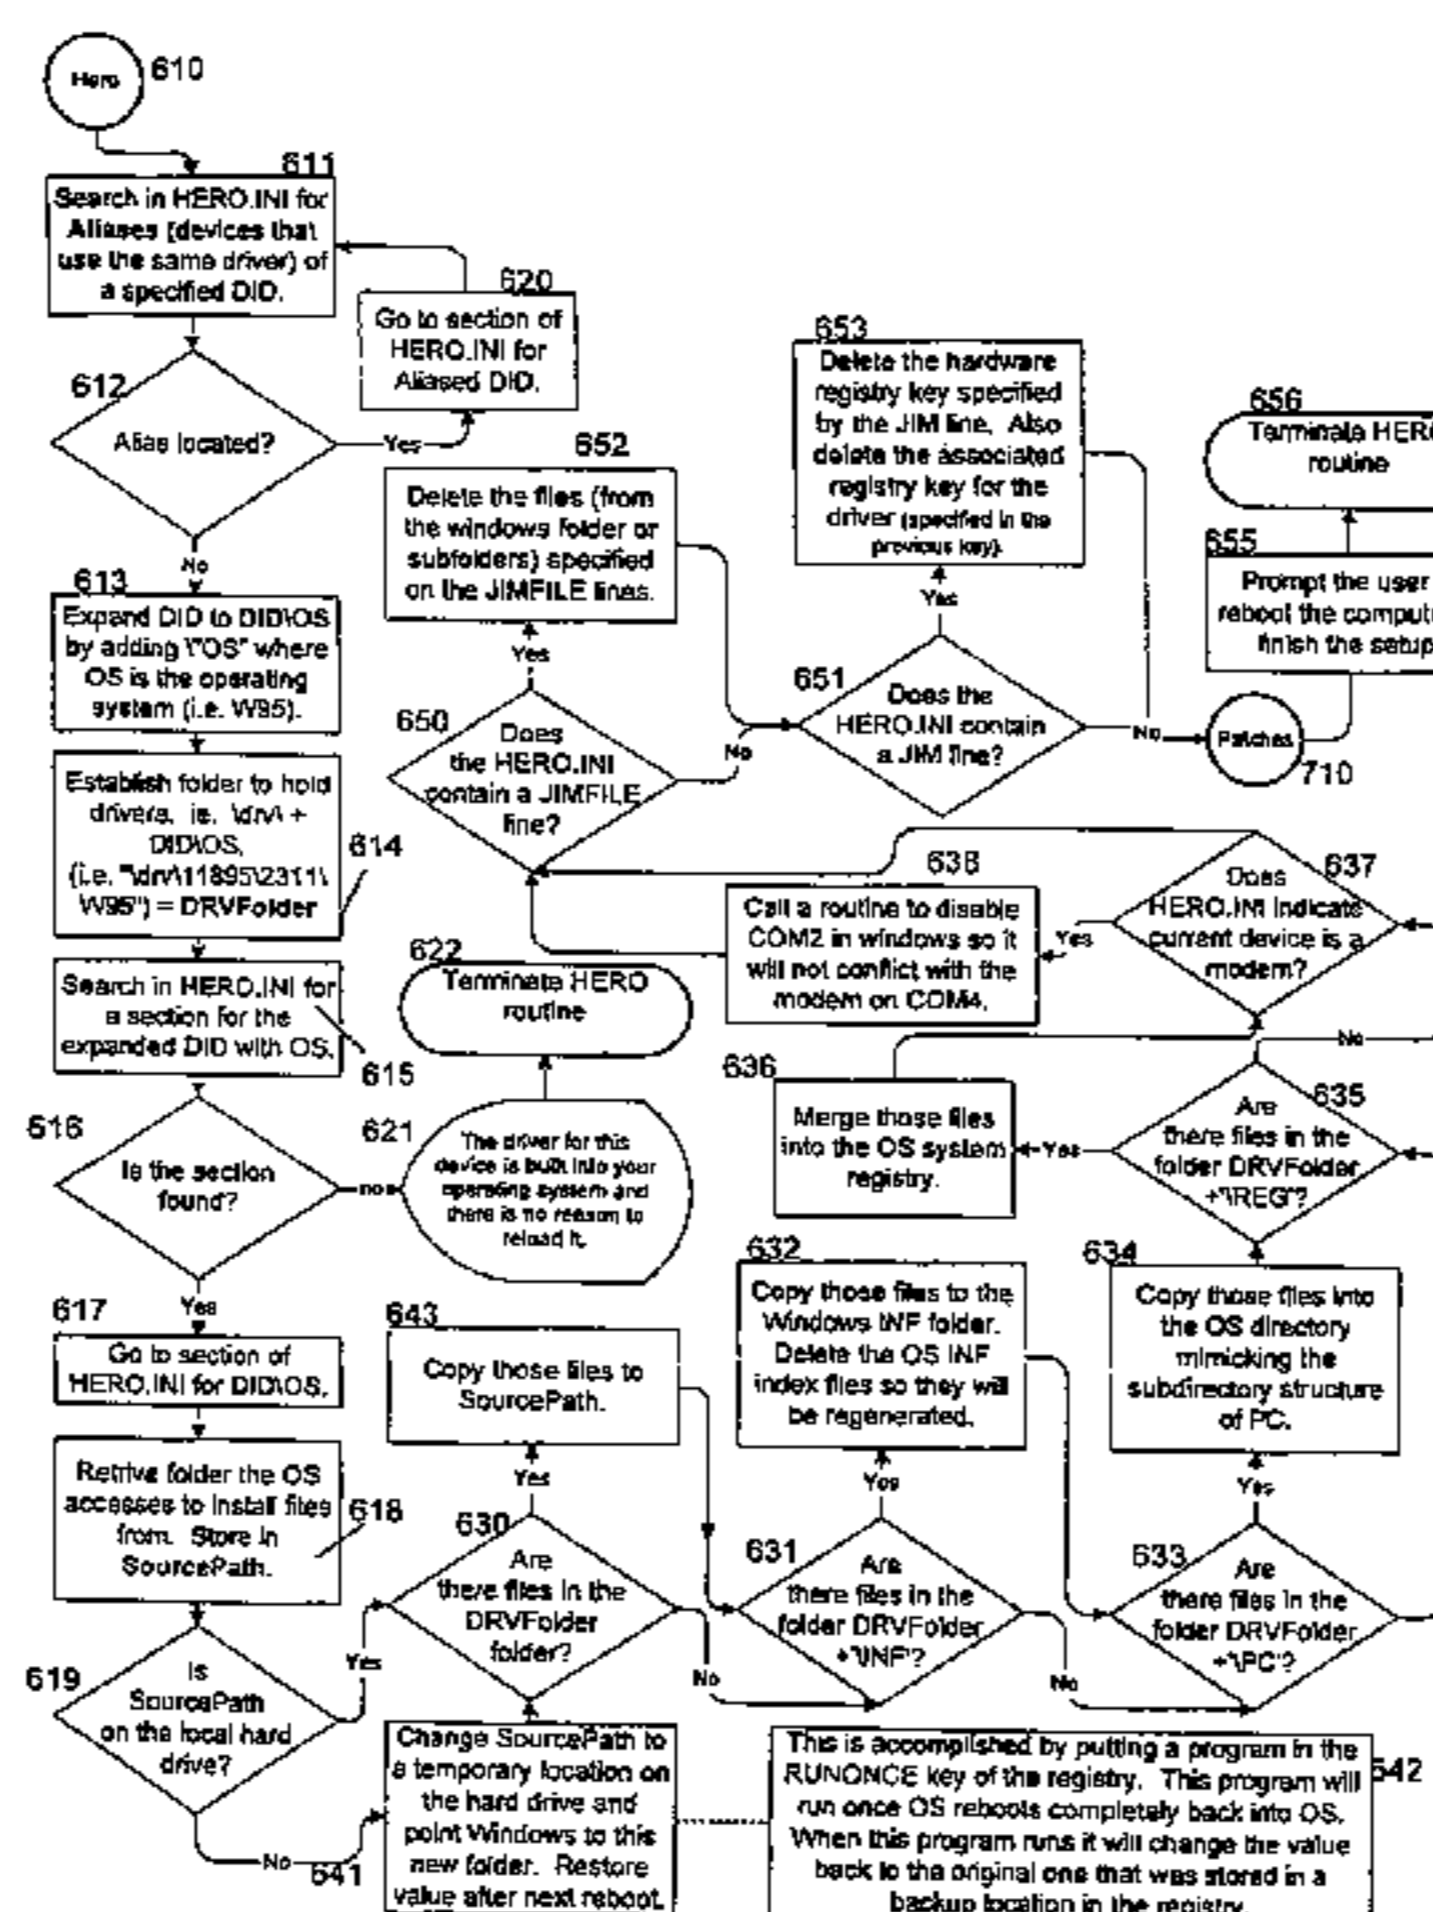 Hero
610
611
Search in HERO.INI for
Aliases (devices that
use the same driver) of
a specified DID.
620
Go to section of
HERO.INI for
Aliased DID.
612
Alias located?
Yes
No
613
Expand DID to DID\OS
by adding \"OS" where
OS is the operating
system (i.e. W95).
Establish folder to hold
drivers. ie. \drv\ +
DID\OS,
(i.e. "\drv\11895\2311\
W95") = DRVFolder
614
Search in HERO.INI for
a section for the
expanded DID with OS.
615
616
Is the section
found?
no
Yes
621
The driver for this
device is built into your
operating system and
there is no reason to
reload it.
622
Terminate HERO
routine
617
Go to section of
HERO.INI for DID\OS.
Retrive folder the OS
accesses to install files
from. Store in
SourcePath.
618
619
Is
SourcePath
on the local hard
drive?
Yes
No
641
Change SourcePath to
a temporary location on
the hard drive and
point Windows to this
new folder. Restore
value after next reboot.
642
This is accomplished by putting a program in the
RUNONCE key of the registry. This program will
run once OS reboots completely back into OS.
When this program runs it will change the value
back to the original one that was stored in a
backup location in the registry.
630
Are
there files in the
DRVFolder
folder?
Yes
No
643
Copy those files to
SourcePath.
631
Are
there files in the
folder DRVFolder
+"\INF"?
Yes
No
632
Copy those files to the
Windows INF folder.
Delete the OS INF
index files so they will
be regenerated.
633
Are
there files in the
folder DRVFolder
+"\PC"?
Yes
634
Copy those files into
the OS directory
mimicking the
subdirectory structure
of PC.
635
Are
there files in the
folder DRVFolder
+"\REG"?
Yes
No
636
Merge those files
into the OS system
registry.
637
Does
HERO.INI indicate
current device is a
modem?
Yes
638
Call a routine to disable
COM2 in windows so it
will not conflict with the
modem on COM4.
650
Does
the HERO.INI
contain a JIMFILE
line?
Yes
No
652
Delete the files (from
the windows folder or
subfolders) specified
on the JIMFILE lines.
651
Does the
HERO.INI contain
a JIM line?
Yes
No
653
Delete the hardware
registry key specified
by the JIM line. Also
delete the associated
registry key for the
driver (specified in the
previous key).
Patches
710
655
Prompt the user
reboot the comput
finish the setup
656
Terminate HER
routine